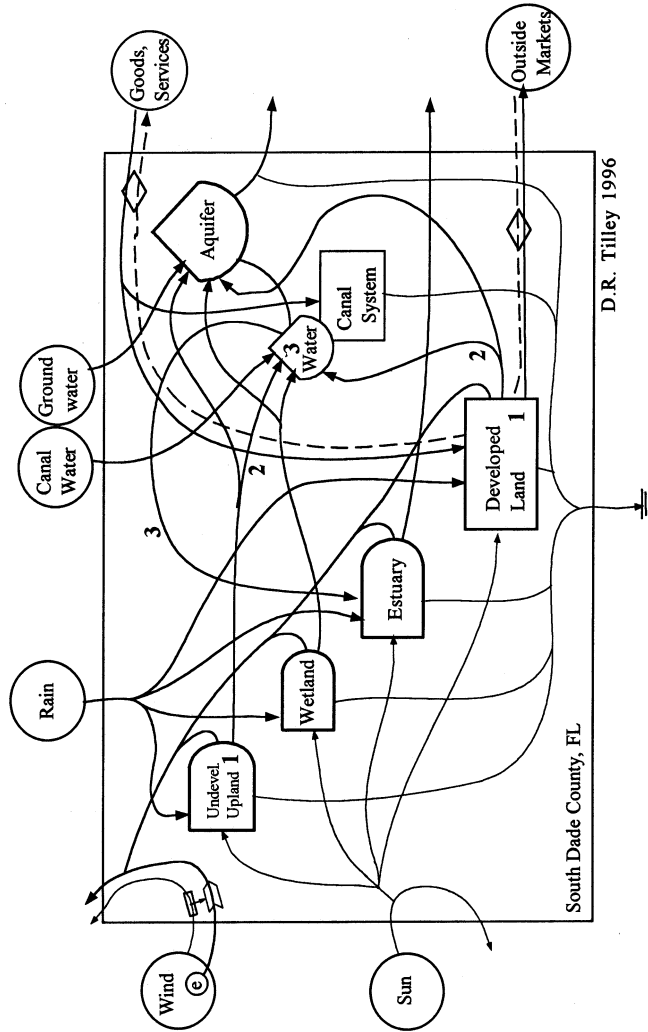 Wind
e
Sun
Rain
Canal
Water
Ground
water
Goods,
Services
Outside
Markets
Undevel.
Upland 1
Wetland
Estuary
Developed
Land 1
3
Water
Canal
System
Aquifer
3
2
2
South Dade County, FL
D.R. Tilley 1996